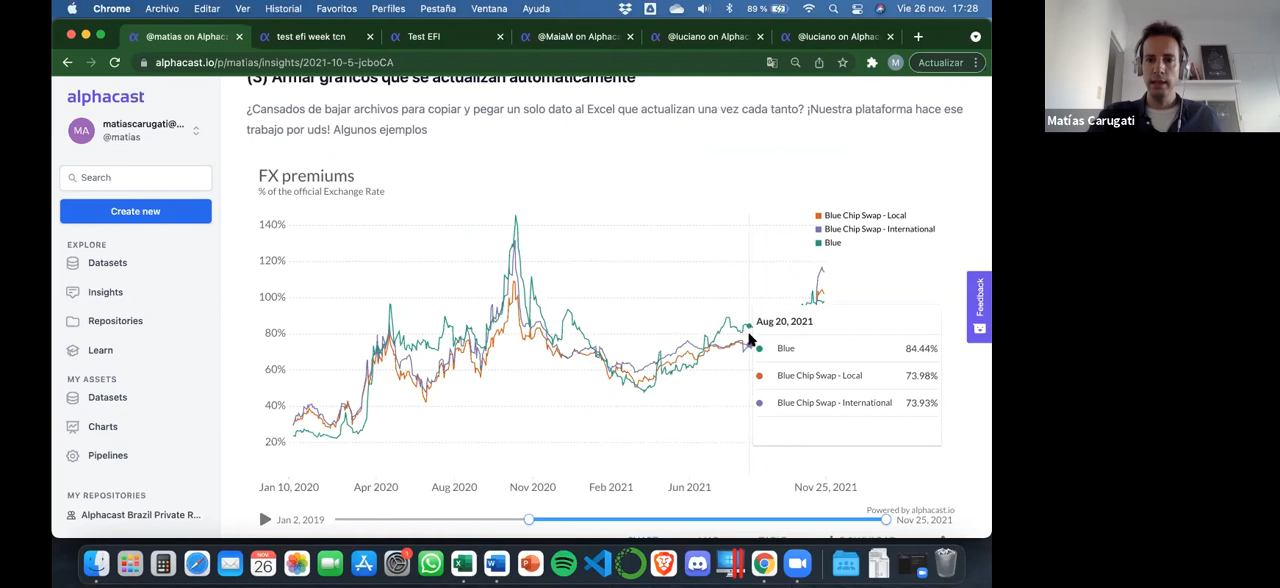 Chrome Archivo Editar Ver Historial Favoritos Perfiles Pestaña Ventana Ayuda 89 % Vie 26 nov. 17:28
@matias on Alphac test efi week tcn Test EFI @MaiaM on Alphac @luciano on Alphac @luciano on Alphac
alphacast.io/p/matias/insights/2021-10-5-jcboCA M Actualizar
Matías Carugati
(3) Armar gráficos que se actualizan automáticamente
¿Cansados de bajar archivos para copiar y pegar un solo dato al Excel que actualizan una vez cada tanto? ¡Nuestra plataforma hace ese
trabajo por uds! Algunos ejemplos
alphacast
MA
matiascarugati@...
@matias
Search
Create new
EXPLORE
Datasets
Insights
Repositories
Learn
MY ASSETS
Datasets
Charts
Pipelines
MY REPOSITORIES
Alphacast Brazil Private R...
FX premiums
% of the official Exchange Rate
Blue Chip Swap - Local
Blue Chip Swap - International
Blue
140%
120%
100%
80%
60%
40%
20%
Aug 20, 2021
Blue 84.44%
Blue Chip Swap - Local 73.98%
Blue Chip Swap - International 73.93%
Jan 10, 2020 Apr 2020 Aug 2020 Nov 2020 Feb 2021 Jun 2021 Nov 25, 2021
Powered by alphacast.io
Jan 2, 2019 Nov 25, 2021
Feedback
NOV.
26
1